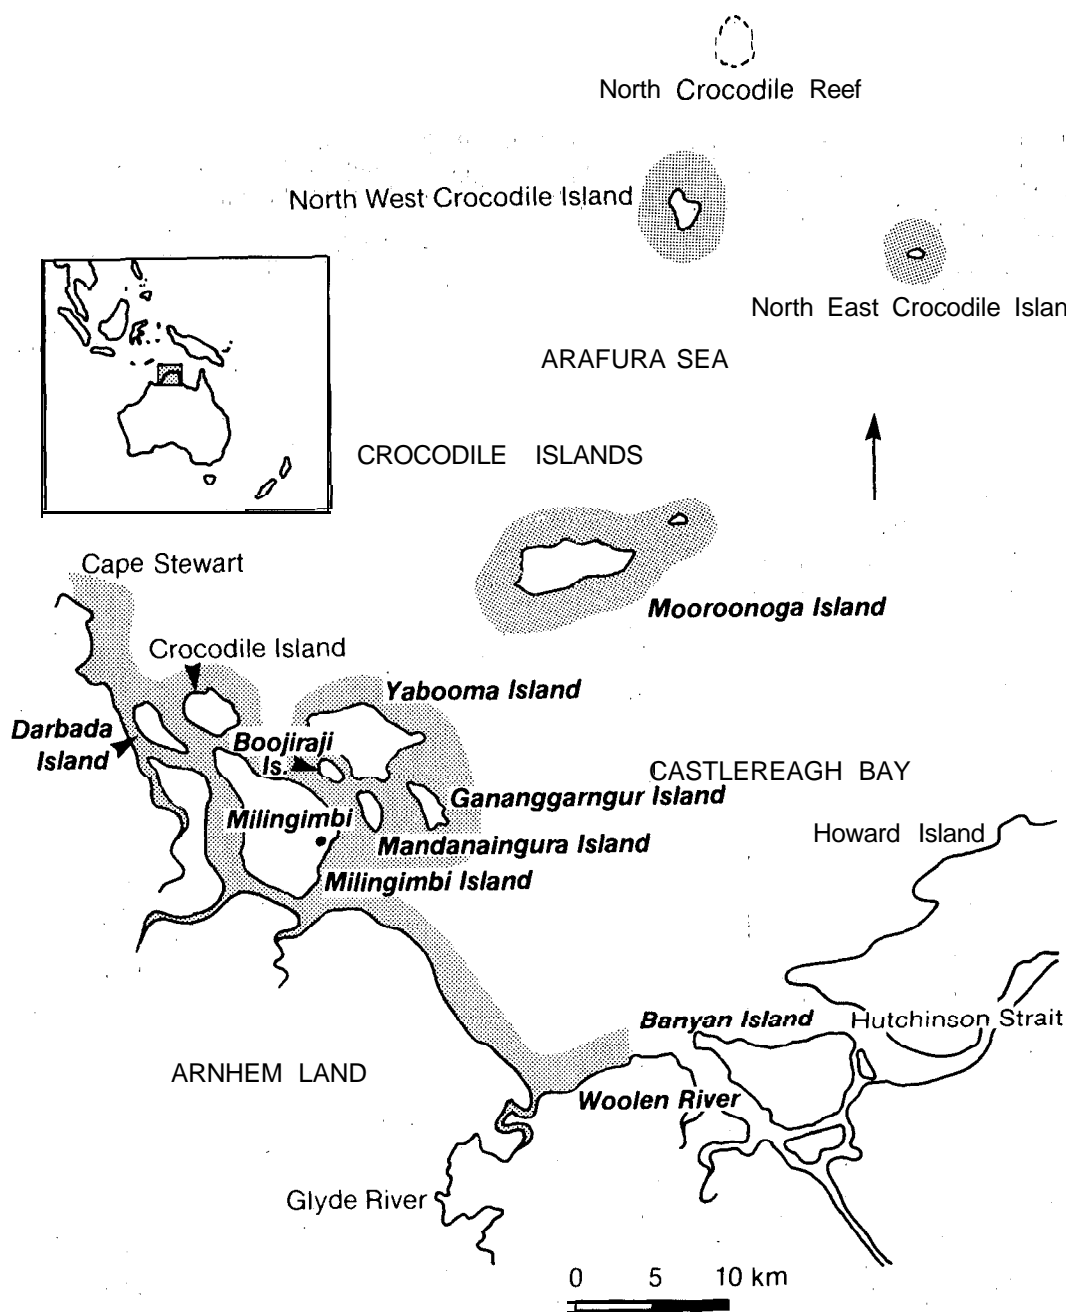 North Crocodile Reef
North West Crocodile Island
North East Crocodile Islan
ARAFURA SEA
CROCODILE ISLANDS
Cape Stewart
Mooroonoga Island
Crocodile Island
Yabooma Island
Darbada
Island
Boojiraji
Is.
CASTLEREAGH BAY
Gananggarngur Island
Milingimbi
Howard Island
Mandanaingura Island
Milingimbi Island
Banyan Island
Hutchinson Strait
ARNHEM LAND
Woolen River
Glyde River
0 5 10 km